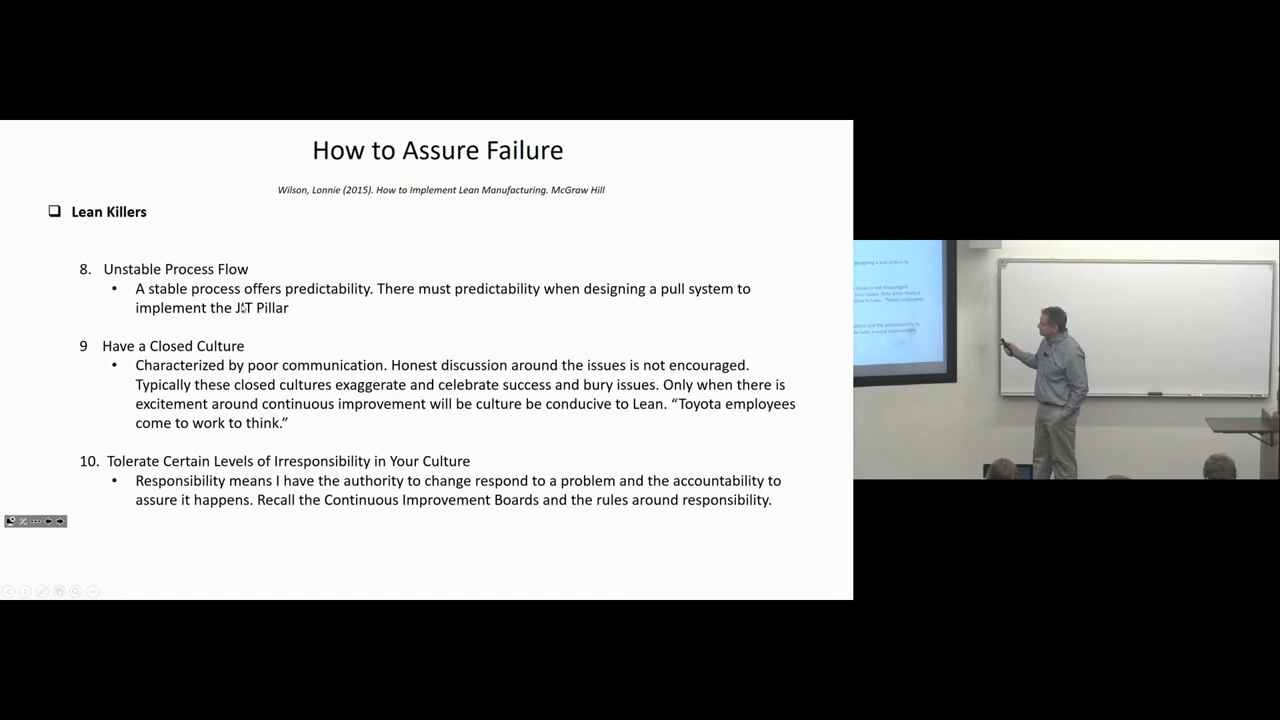 How to Assure Failure
Wilson, Lonnie (2015). How to Implement Lean Manufacturing. McGraw Hill
❑ Lean Killers
8. Unstable Process Flow
• A stable process offers predictability. There must predictability when designing a pull system to
implement the JIT Pillar
9 Have a Closed Culture
• Characterized by poor communication. Honest discussion around the issues is not encouraged.
Typically these closed cultures exaggerate and celebrate success and bury issues. Only when there is
excitement around continuous improvement will be culture be conducive to Lean. “Toyota employees
come to work to think.”
10. Tolerate Certain Levels of Irresponsibility in Your Culture
• Responsibility means I have the authority to change respond to a problem and the accountability to
assure it happens. Recall the Continuous Improvement Boards and the rules around responsibility.